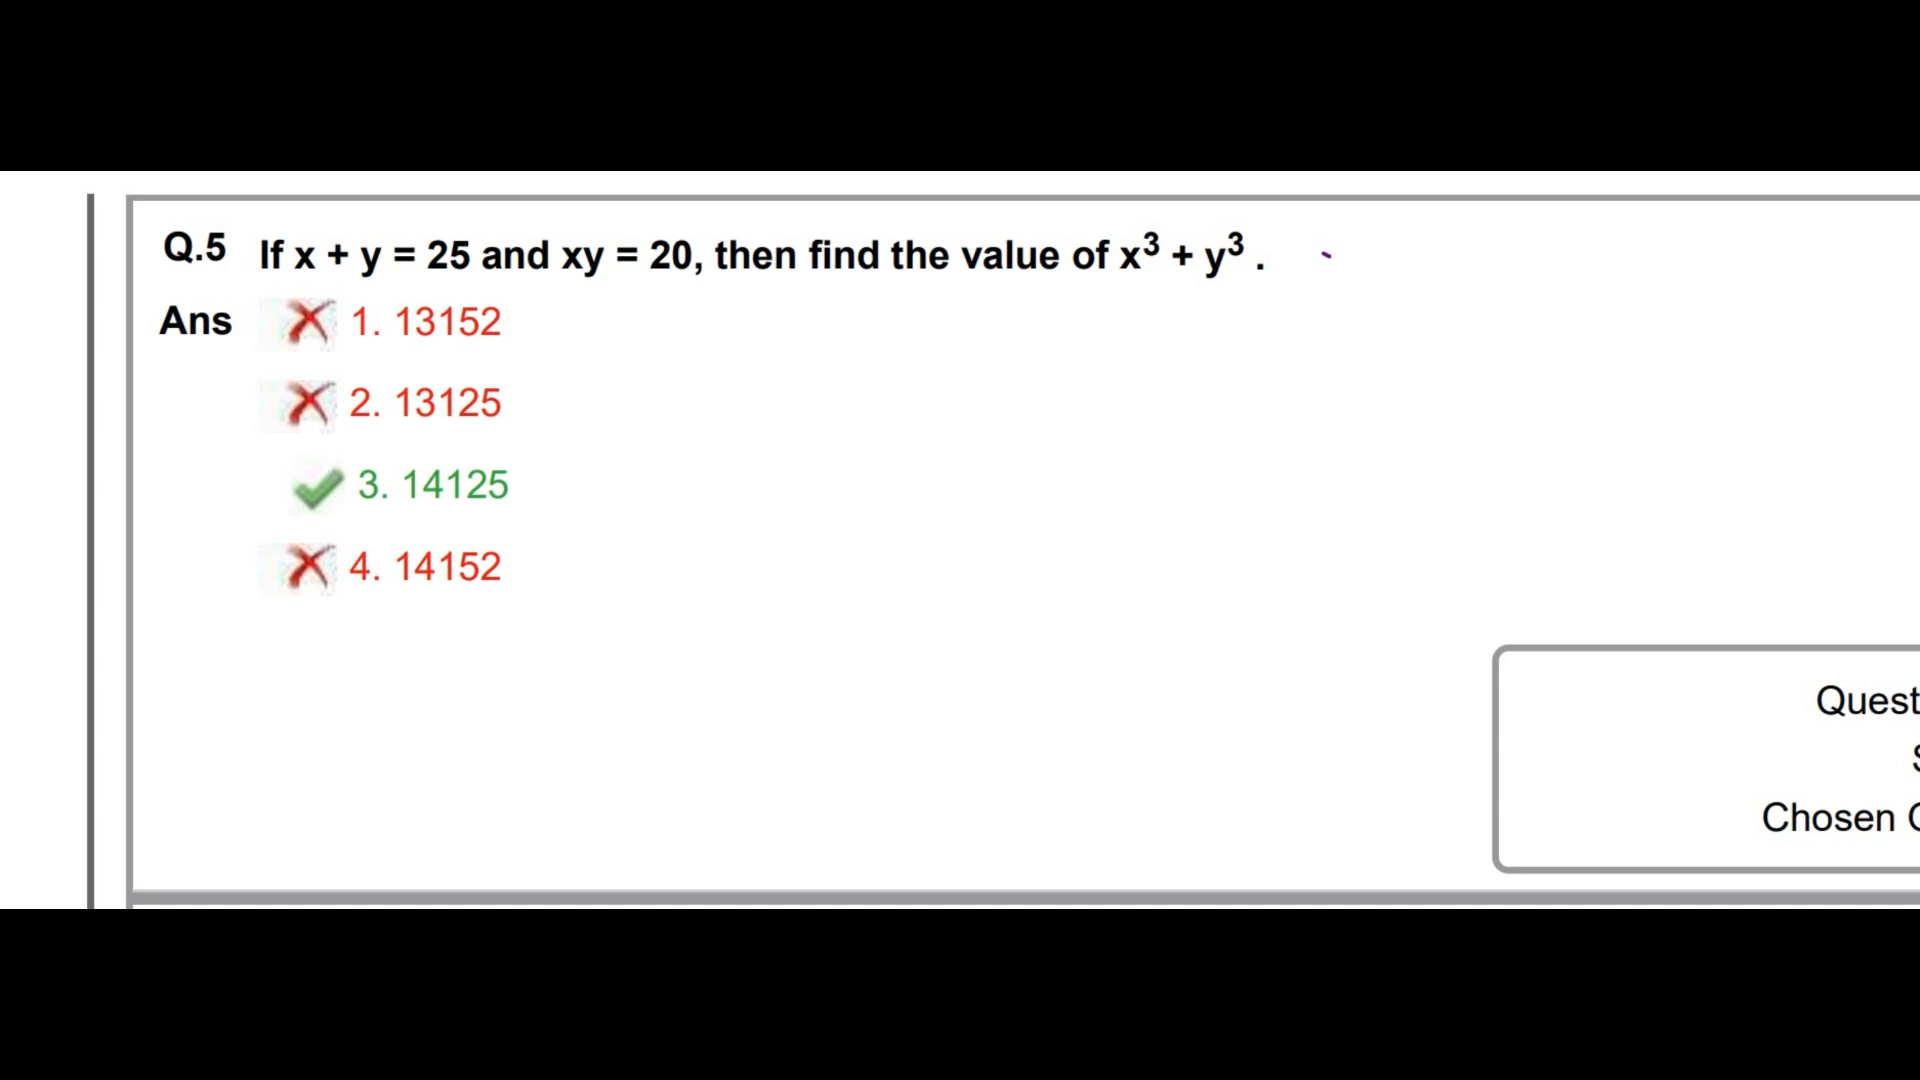 Q.5 If x + y = 25 and xy = 20, then find the value of x³ + y³ .
Ans 1. 13152
2. 13125
3. 14125
4. 14152
Quest
Chosen